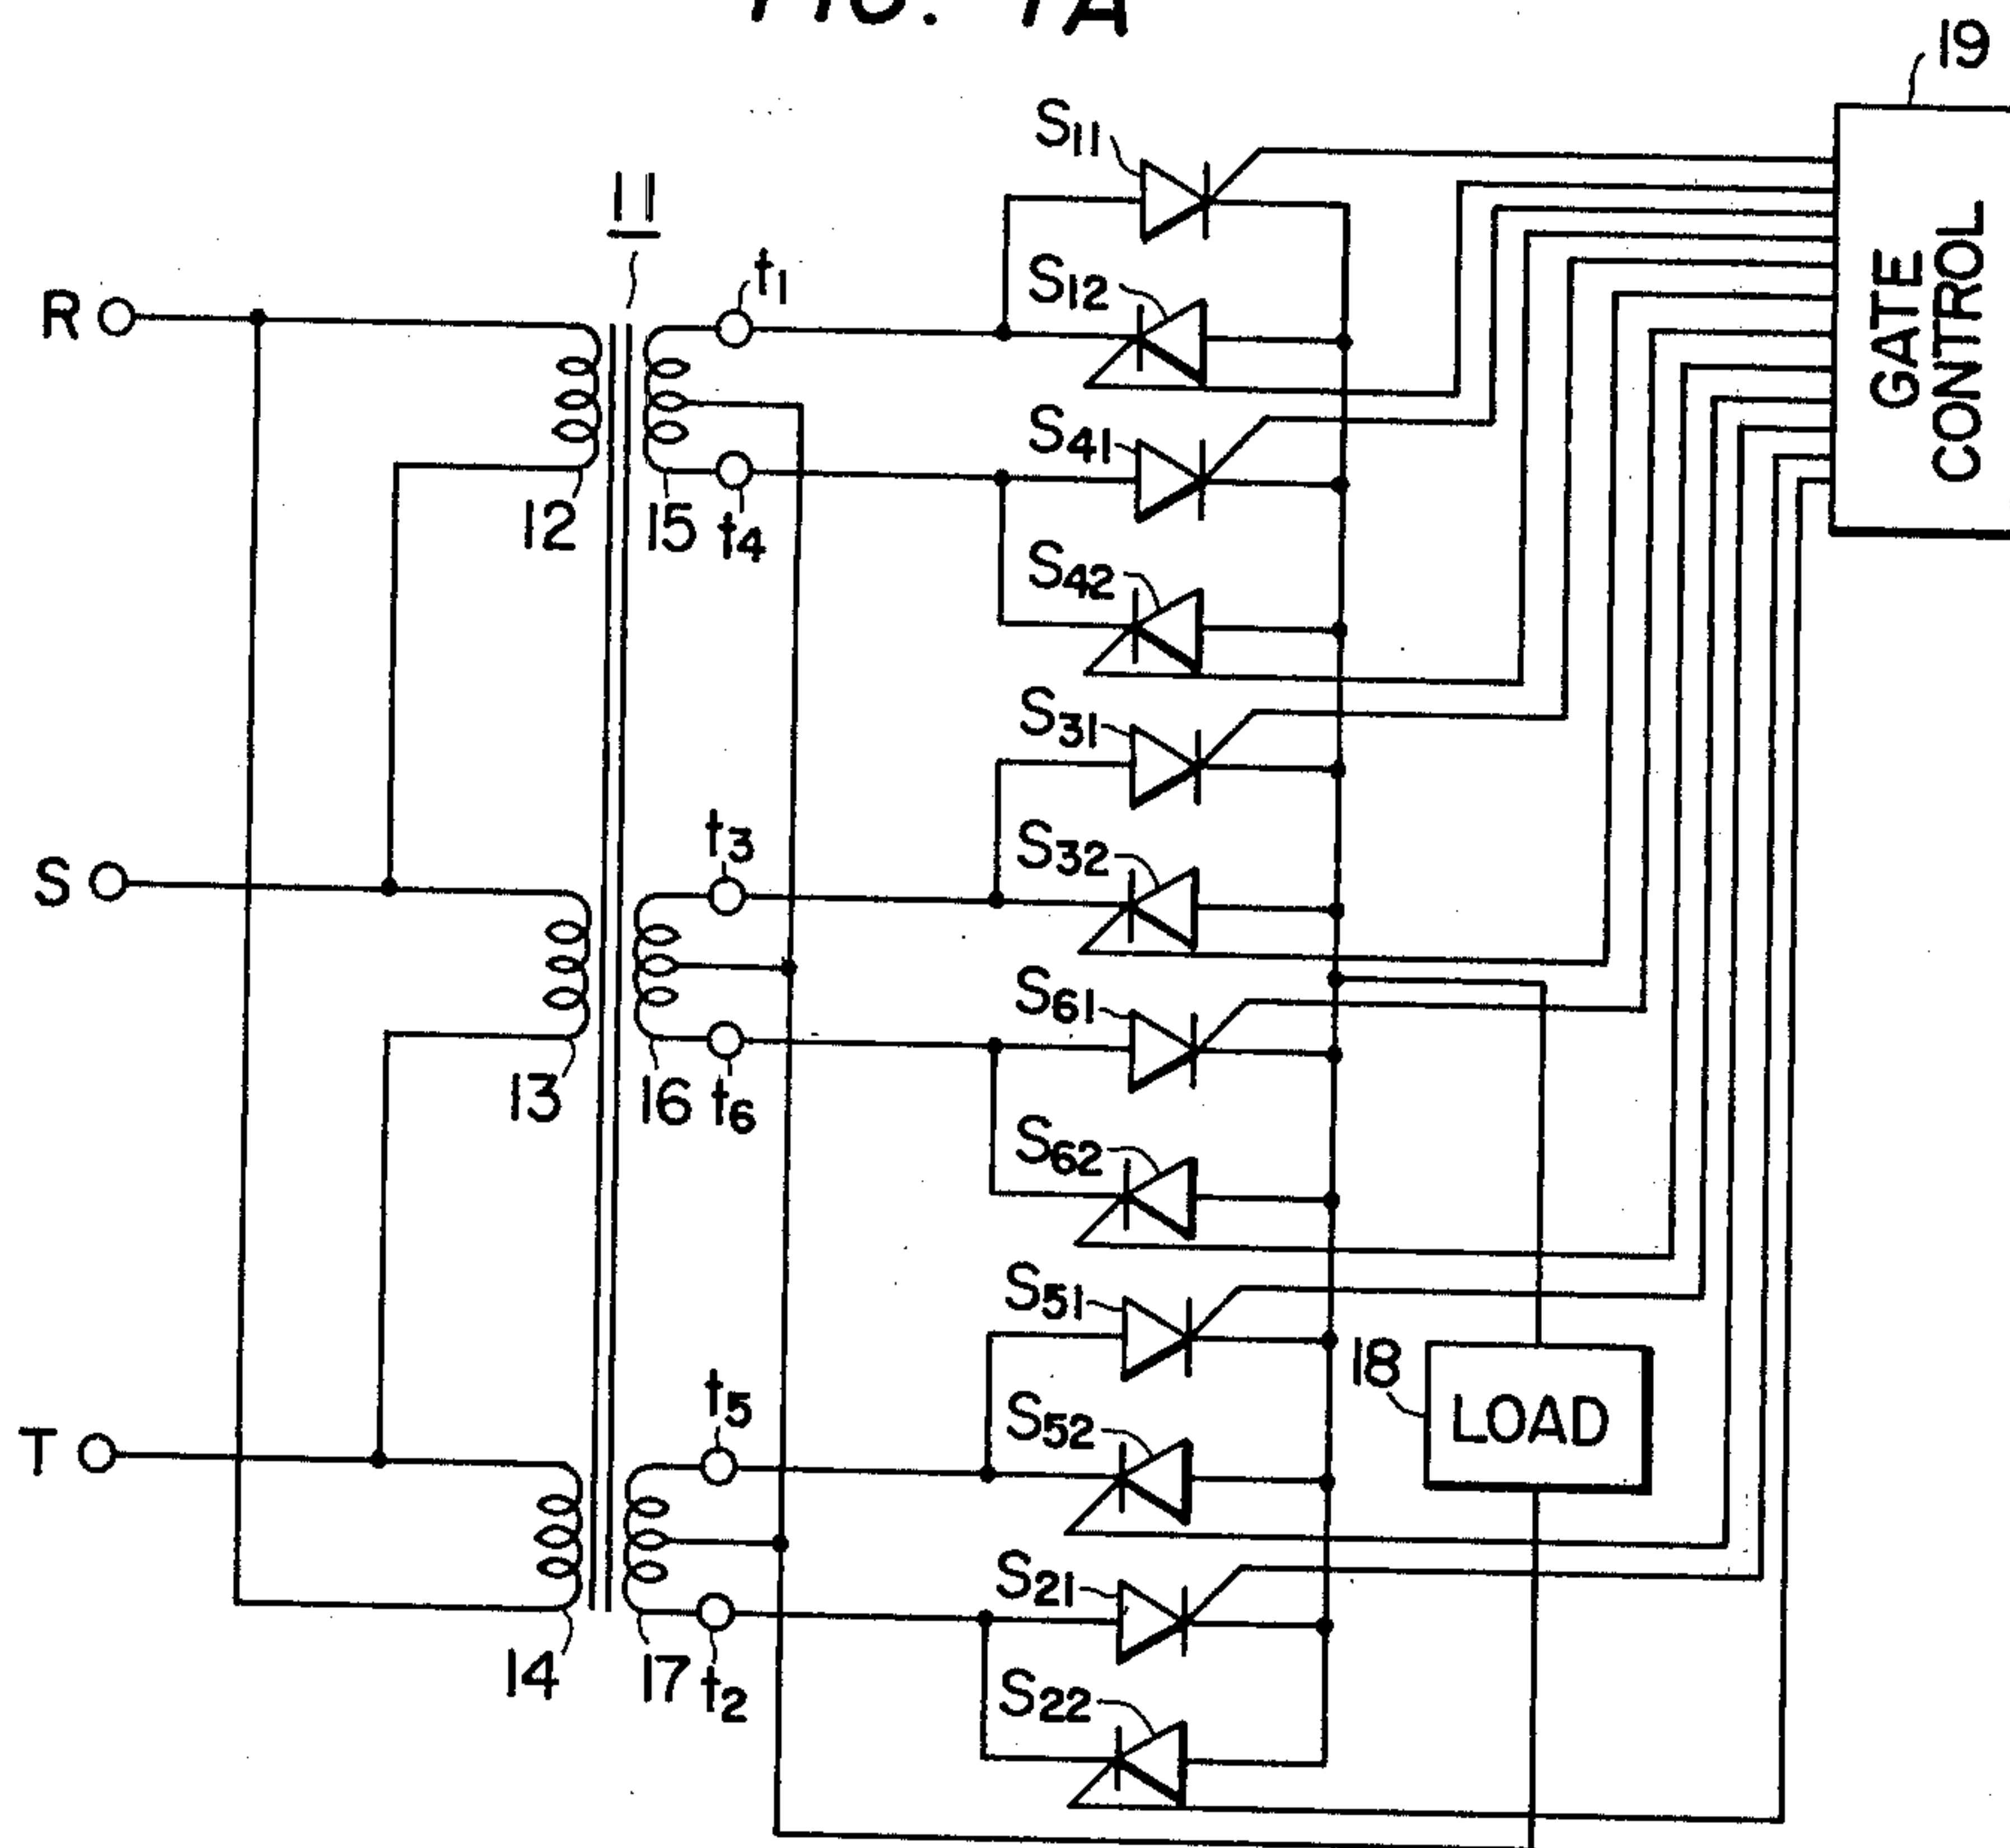 FIG. 1A
19
S11
11
t1
S12
R
GATE
CONTROL
S41
12
15
t4
S42
S31
t3
S32
S
S61
13
16
t6
S62
S51
18
t5
LOAD
S52
T
S21
14
17
t2
S22